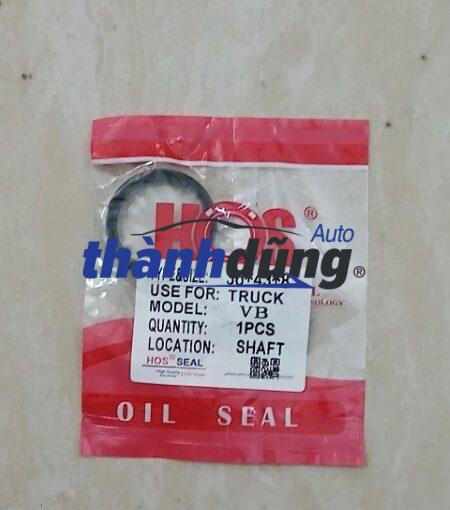 HOS®
Auto
thànhdũng®
USE FOR: TRUCK
MODEL: VB
QUANTITY: 1PCS
LOCATION: SHAFT
HOS® SEAL
OIL SEAL